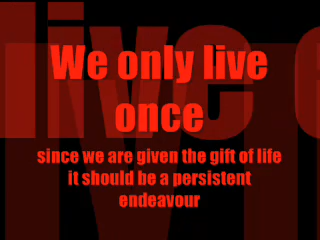 We only live
once
since we are given the gift of life
it should be a persistent
endeavour